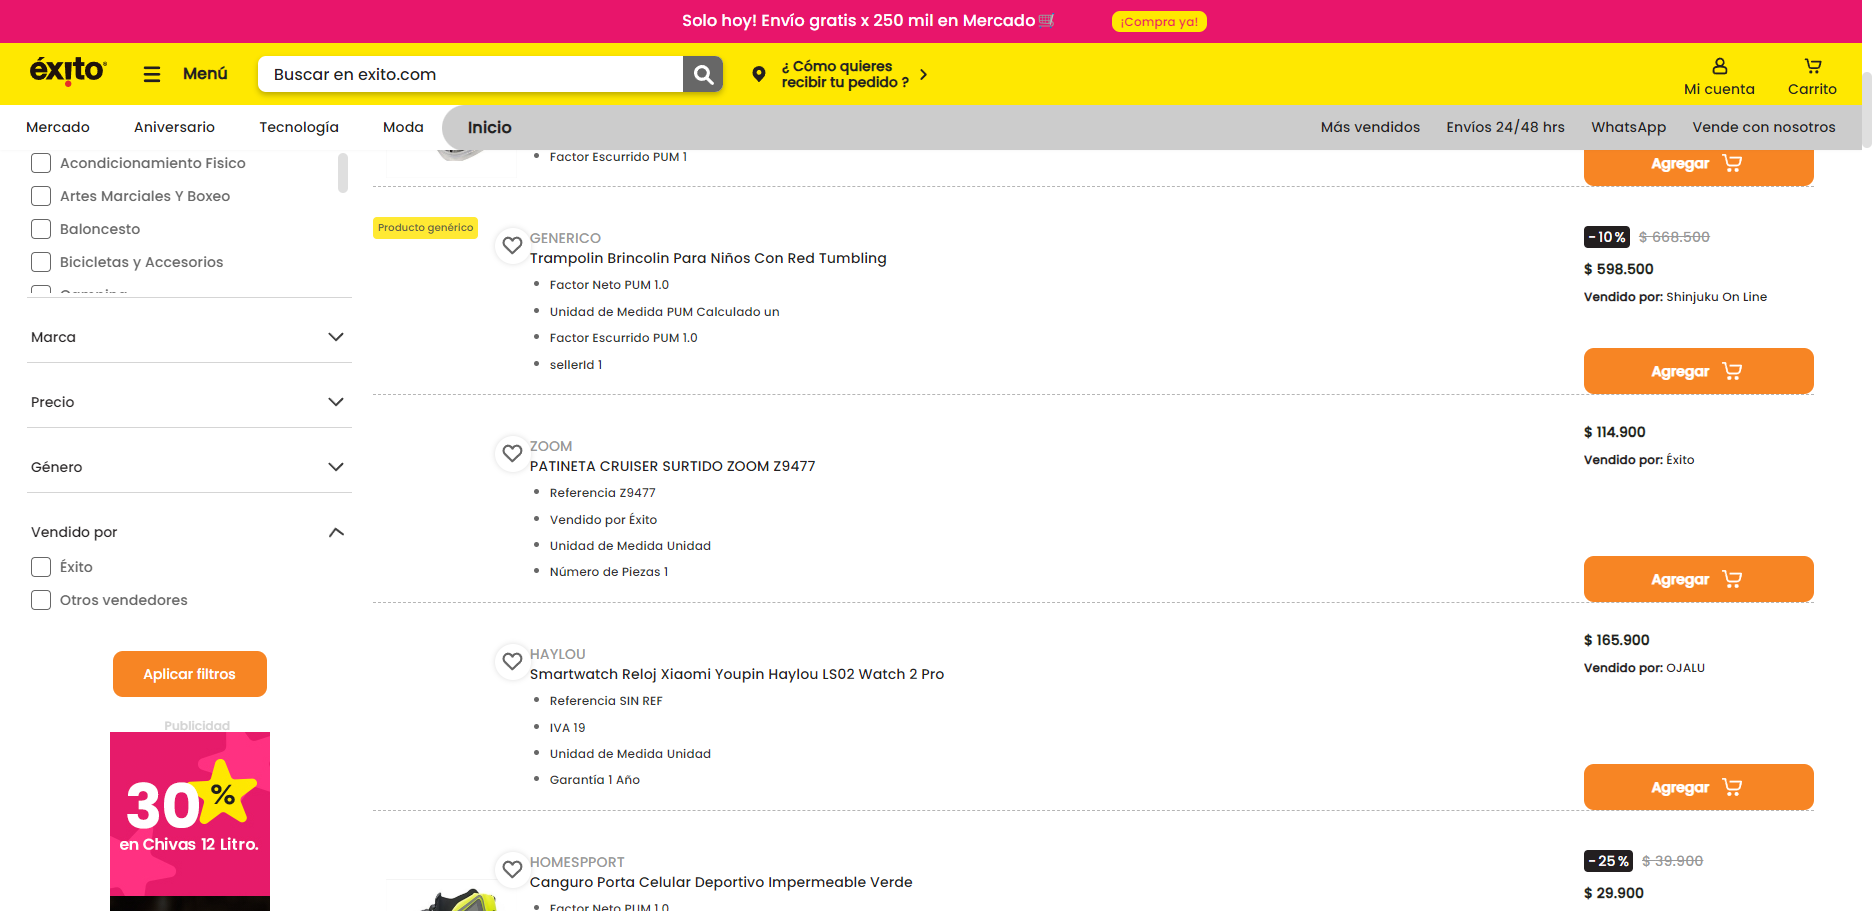 Solo hoy! Envío gratis x 250 mil en Mercado
¡Compra ya!
éxito
Menú
Buscar en exito.com
¿ Cómo quieres
recibir tu pedido ?
Mi cuenta
Carrito
Mercado
Aniversario
Tecnología
Moda
Inicio
Más vendidos
Envíos 24/48 hrs
WhatsApp
Vende con nosotros
Acondicionamiento Fisico
Artes Marciales Y Boxeo
Baloncesto
Bicicletas y Accesorios
Camping
Marca
Precio
Género
Vendido por
Éxito
Otros vendedores
Aplicar filtros
Publicidad
30%
en Chivas 12 Litro.
Factor Escurrido PUM 1
Agregar
Producto genérico
GENERICO
Trampolin Brincolin Para Niños Con Red Tumbling
Factor Neto PUM 1.0
Unidad de Medida PUM Calculado un
Factor Escurrido PUM 1.0
sellerId 1
-10% $ 668.500
$ 598.500
Vendido por: Shinjuku On Line
Agregar
ZOOM
PATINETA CRUISER SURTIDO ZOOM Z9477
Referencia Z9477
Vendido por Éxito
Unidad de Medida Unidad
Número de Piezas 1
$ 114.900
Vendido por: Éxito
Agregar
HAYLOU
Smartwatch Reloj Xiaomi Youpin Haylou LS02 Watch 2 Pro
Referencia SIN REF
IVA 19
Unidad de Medida Unidad
Garantía 1 Año
$ 165.900
Vendido por: OJALU
Agregar
HOMESPPORT
Canguro Porta Celular Deportivo Impermeable Verde
Factor Neto PUM 1.0
-25% $ 39.900
$ 29.900